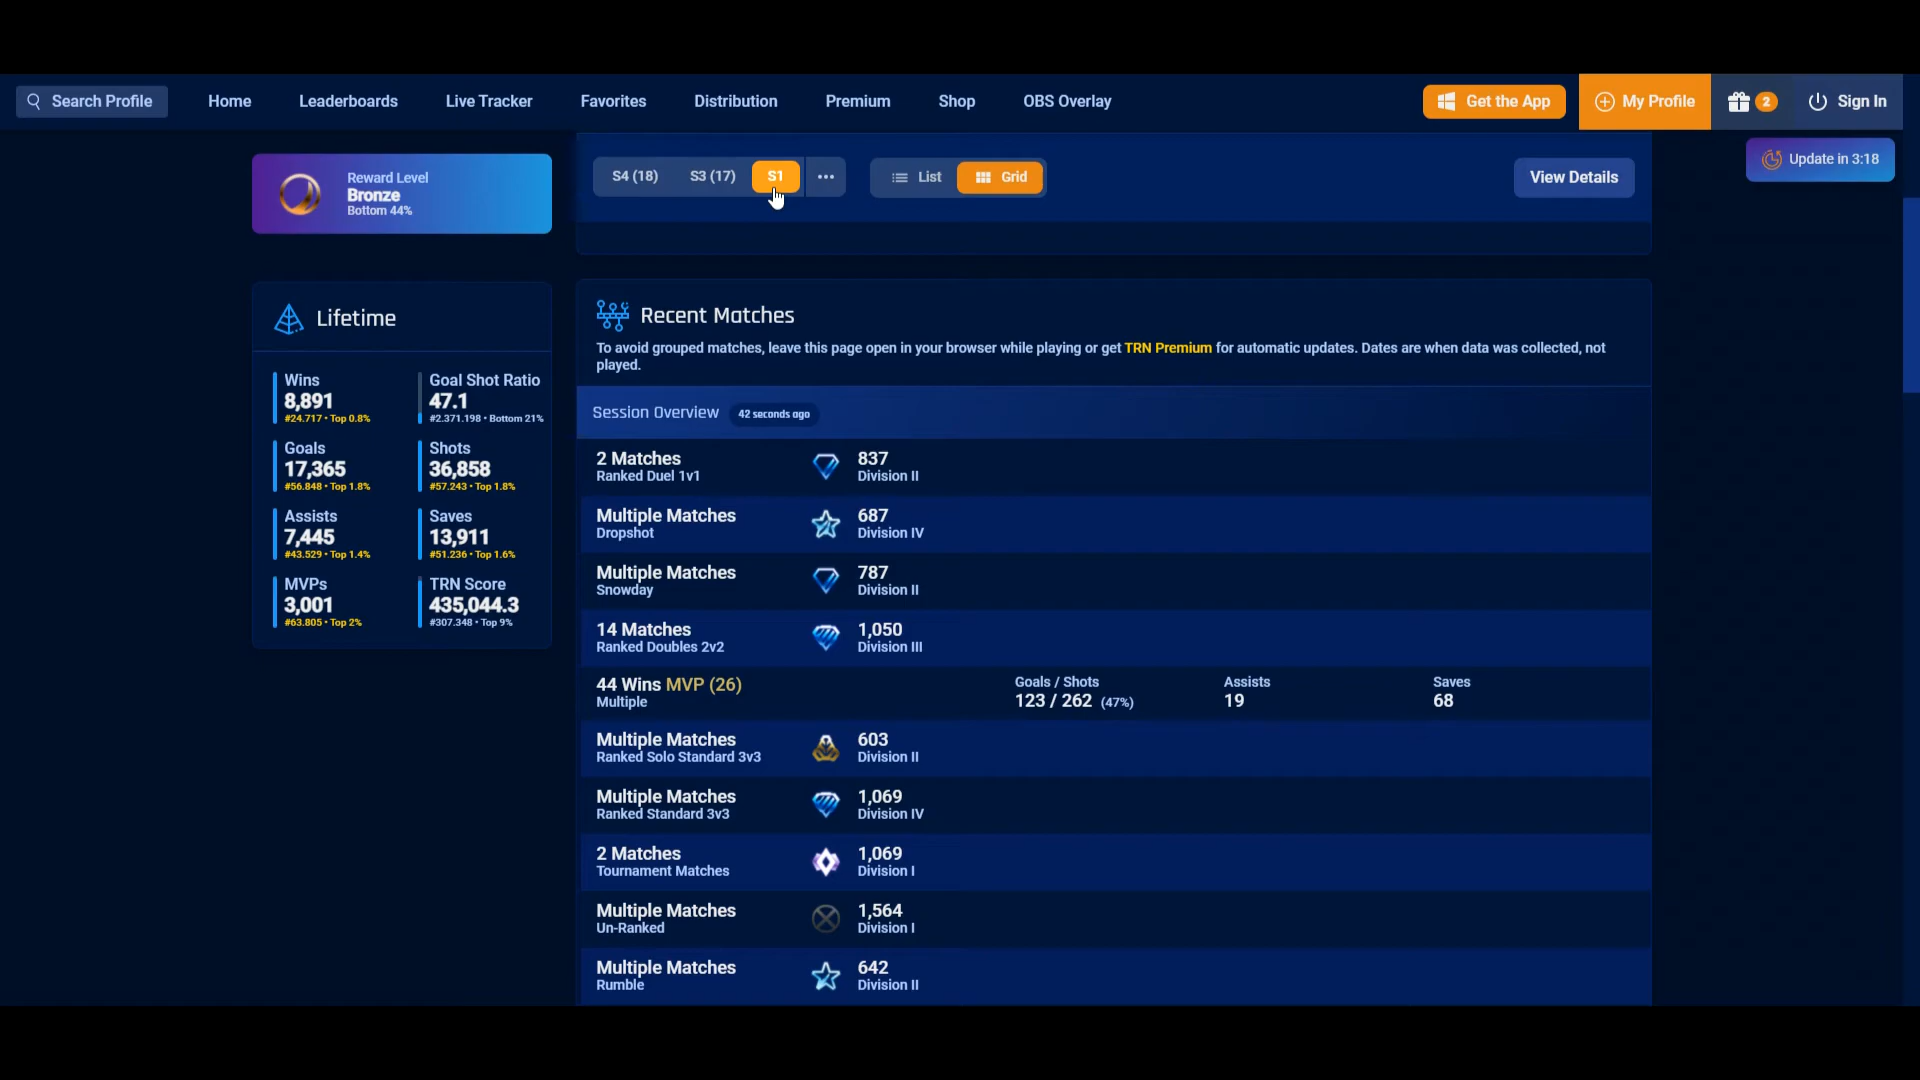 Search Profile Home Leaderboards Live Tracker Favorites Distribution Premium Shop OBS Overlay Get the App My Profile 2 Sign In
Update in 3:18
Reward Level
Bronze
Bottom 44%
S4 (18) S3 (17) S1 ••• List Grid View Details
Lifetime
Wins Goal Shot Ratio
8,891 47.1
#24.717 • Top 0.8% #2.371.198 • Bottom 21%
Goals Shots
17,365 36,858
#56.848 • Top 1.8% #57.243 • Top 1.8%
Assists Saves
7,445 13,911
#43.529 • Top 1.4% #51.236 • Top 1.6%
MVPs TRN Score
3,001 435,044.3
#63.805 • Top 2% #307.348 • Top 9%
Recent Matches
To avoid grouped matches, leave this page open in your browser while playing or get TRN Premium for automatic updates. Dates are when data was collected, not
played.
Session Overview 42 seconds ago
2 Matches 837
Ranked Duel 1v1 Division II
Multiple Matches 687
Dropshot Division IV
Multiple Matches 787
Snowday Division II
14 Matches 1,050
Ranked Doubles 2v2 Division III
44 Wins MVP (26) Goals / Shots Assists Saves
Multiple 123 / 262 (47%) 19 68
Multiple Matches 603
Ranked Solo Standard 3v3 Division II
Multiple Matches 1,069
Ranked Standard 3v3 Division IV
2 Matches 1,069
Tournament Matches Division I
Multiple Matches 1,564
Un-Ranked Division I
Multiple Matches 642
Rumble Division II